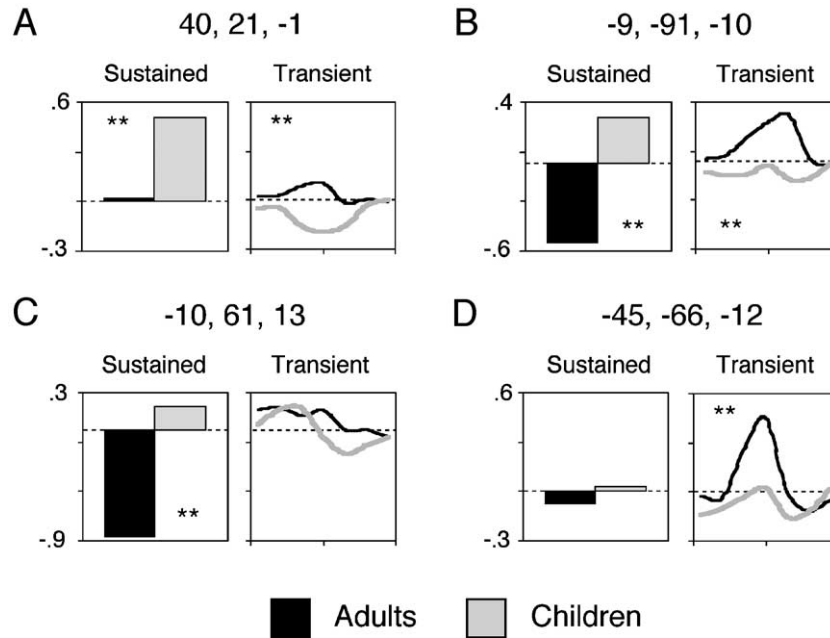 A
40, 21, -1
Sustained
Transient
.6
**
**
-.3
B
-9, -91, -10
Sustained
Transient
.4
**
**
-.6
C
-10, 61, 13
Sustained
Transient
.3
**
-.9
D
-45, -66, -12
Sustained
Transient
.6
**
-.3
Adults
Children